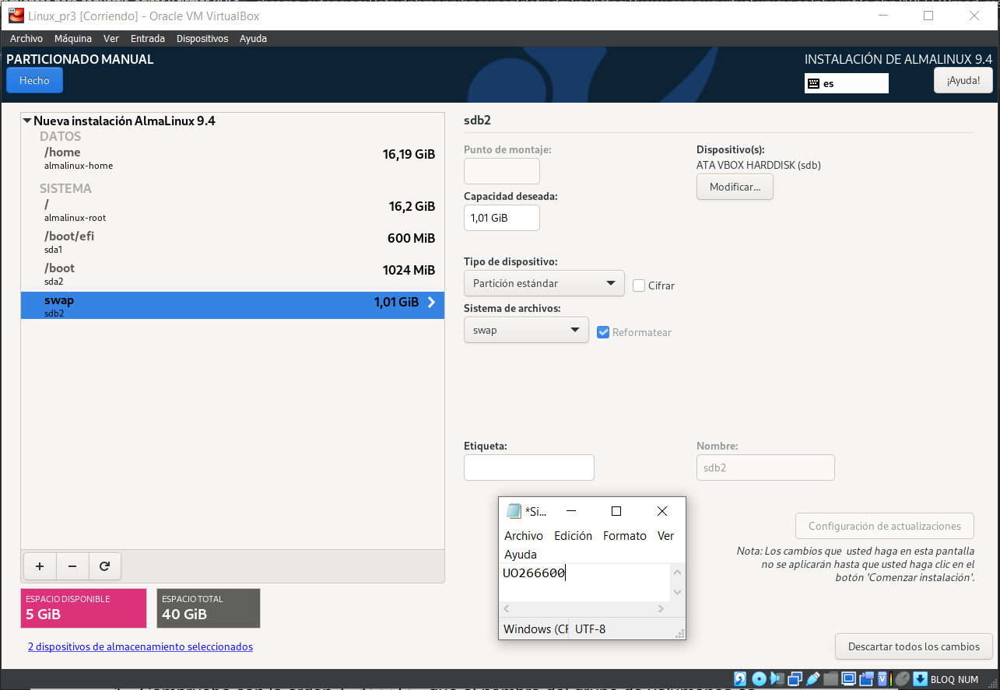 Linux_pr3 [Corriendo] - Oracle VM VirtualBox
Archivo Máquina Ver Entrada Dispositivos Ayuda
PARTICIONADO MANUAL
INSTALACIÓN DE ALMALINUX 9.4
Hecho
es
¡Ayuda!
Nueva instalación AlmaLinux 9.4
DATOS
/home
16,19 GiB
almalinux-home
SISTEMA
/
16,2 GiB
almalinux-root
/boot/efi
600 MiB
sda1
/boot
1024 MiB
sda2
swap
1,01 GiB
sdb2
sdb2
Punto de montaje:
Dispositivo(s):
ATA VBOX HARDDISK (sdb)
Modificar...
Capacidad deseada:
1,01 GiB
Tipo de dispositivo:
Partición estándar
Cifrar
Sistema de archivos:
swap
Reformatear
Etiqueta:
Nombre:
sdb2
*Si...
Archivo Edición Formato Ver
Ayuda
UO266600
Windows (CF UTF-8
Configuración de actualizaciones
Nota: Los cambios que usted haga en esta pantalla
no se aplicarán hasta que usted haga clic en el
botón 'Comenzar instalación'.
ESPACIO DISPONIBLE
5 GiB
ESPACIO TOTAL
40 GiB
2 dispositivos de almacenamiento seleccionados
Descartar todos los cambios
BLOQ NUM